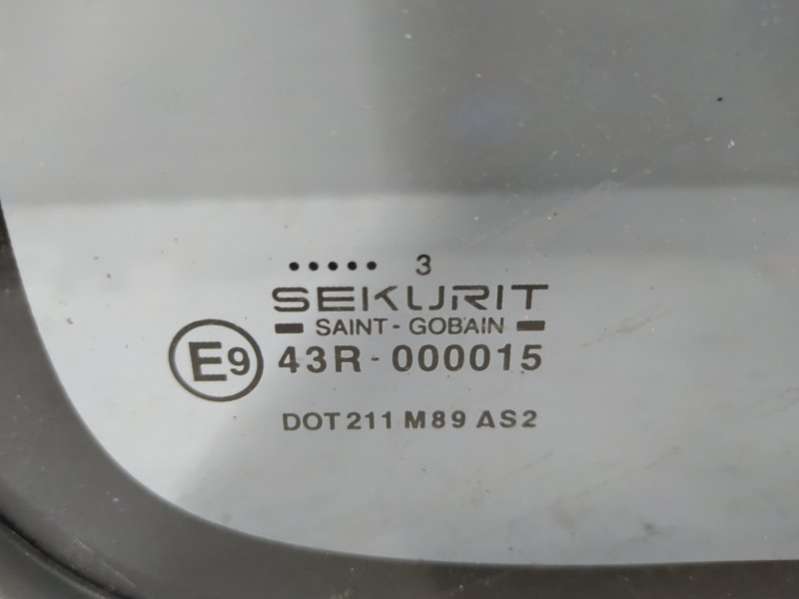 ..... 3
SEKURIT
SAINT - GOBAIN
E9 43R - 000015
DOT 211 M89 AS2